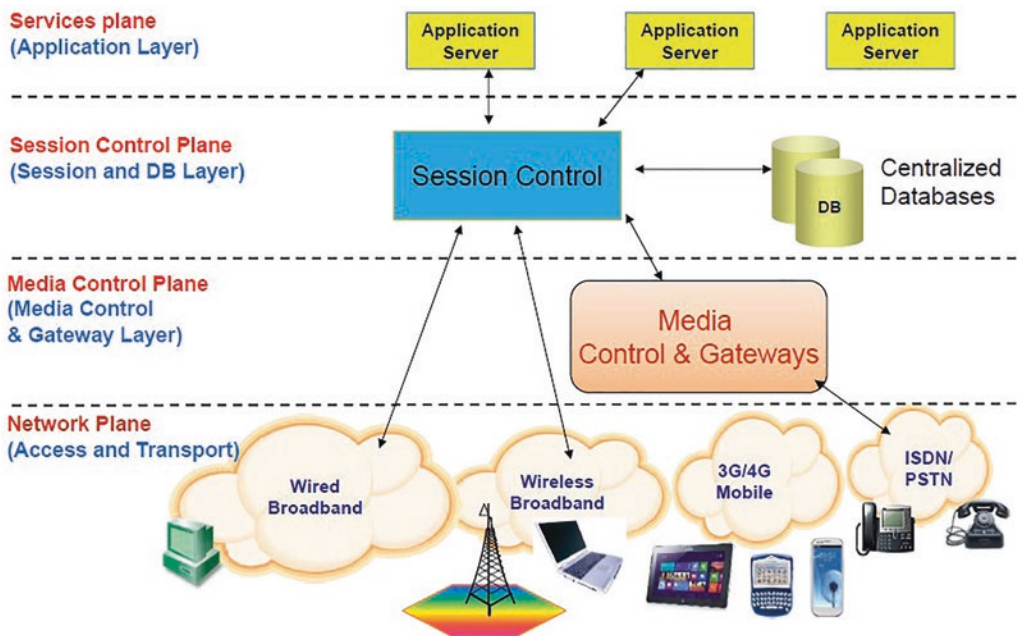 Services plane
(Application Layer)
Application
Server
Application
Server
Application
Server
Session Control Plane
(Session and DB Layer)
Session Control
DB
Centralized
Databases
Media Control Plane
(Media Control
& Gateway Layer)
Media
Control & Gateways
Network Plane
(Access and Transport)
Wired
Broadband
Wireless
Broadband
3G/4G
Mobile
ISDN/
PSTN